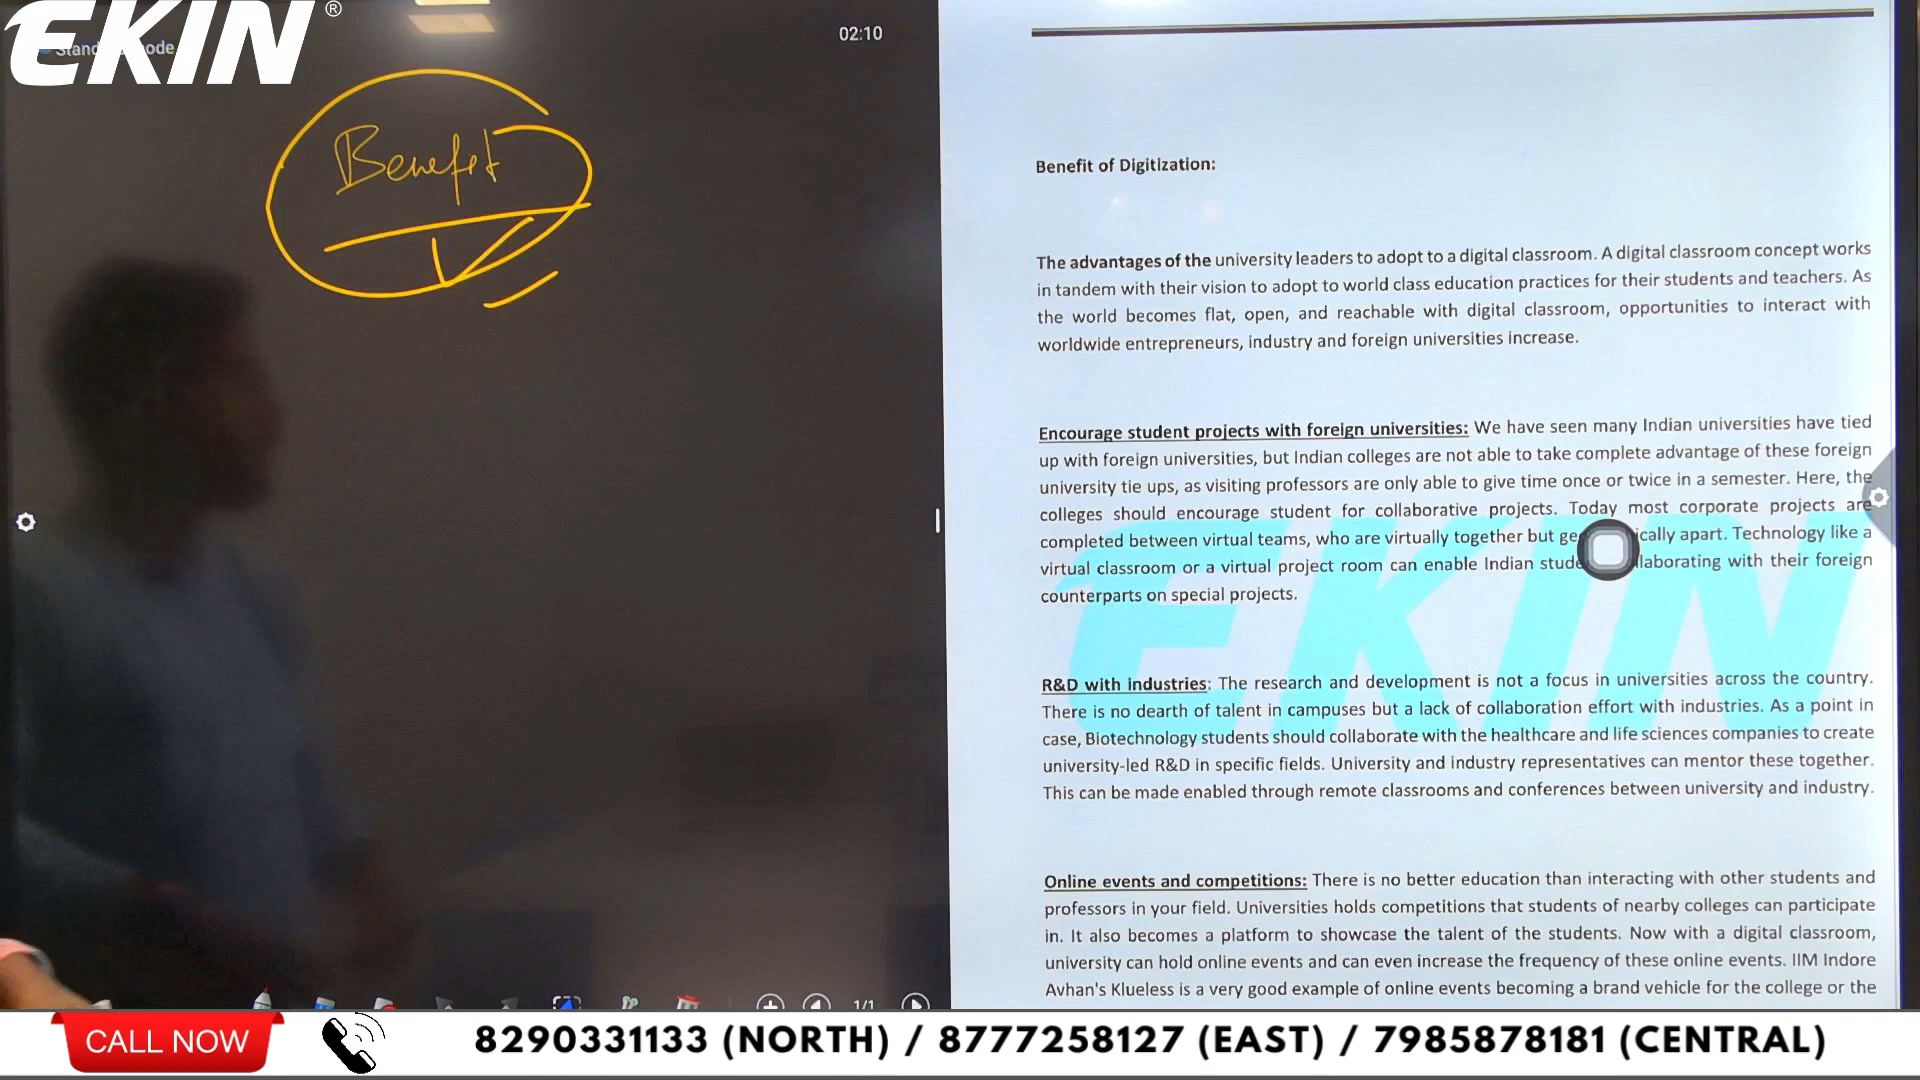 EKIN ®
02:10
Benefit
Benefit of Digitization:
The advantages of the university leaders to adopt to a digital classroom. A digital classroom concept works
in tandem with their vision to adopt to world class education practices for their students and teachers. As
the world becomes flat, open, and reachable with digital classroom, opportunities to interact with
worldwide entrepreneurs, industry and foreign universities increase.
Encourage student projects with foreign universities: We have seen many Indian universities have tied
up with foreign universities, but Indian colleges are not able to take complete advantage of these foreign
university tie ups, as visiting professors are only able to give time once or twice in a semester. Here, the
colleges should encourage student for collaborative projects. Today most corporate projects are
completed between virtual teams, who are virtually together but ge cally apart. Technology like a
virtual classroom or a virtual project room can enable Indian stude laborating with their foreign
counterparts on special projects.
EKIN
R&D with industries: The research and development is not a focus in universities across the country.
There is no dearth of talent in campuses but a lack of collaboration effort with industries. As a point in
case, Biotechnology students should collaborate with the healthcare and life sciences companies to create
university-led R&D in specific fields. University and industry representatives can mentor these together.
This can be made enabled through remote classrooms and conferences between university and industry.
Online events and competitions: There is no better education than interacting with other students and
professors in your field. Universities holds competitions that students of nearby colleges can participate
in. It also becomes a platform to showcase the talent of the students. Now with a digital classroom,
university can hold online events and can even increase the frequency of these online events. IIM Indore
Avhan's Klueless is a very good example of online events becoming a brand vehicle for the college or the
1/1
CALL NOW
8290331133 (NORTH) / 8777258127 (EAST) / 7985878181 (CENTRAL)